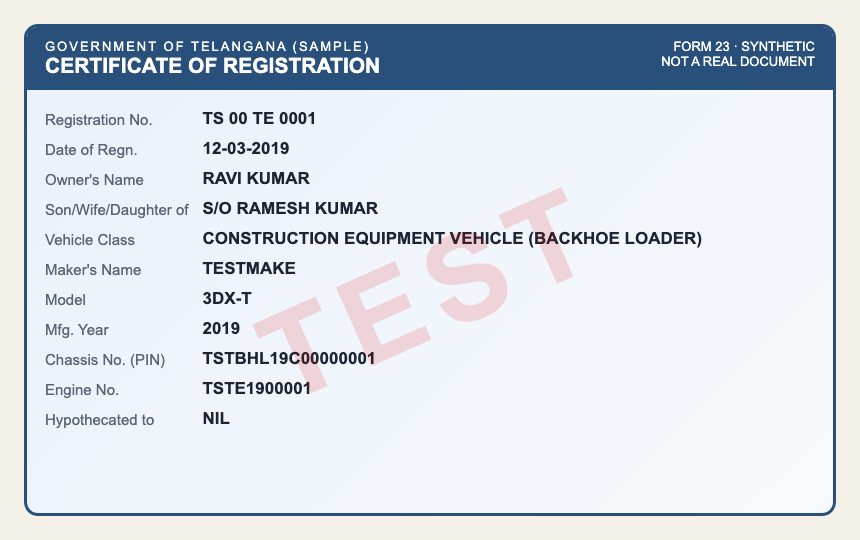 GOVERNMENT OF TELANGANA (SAMPLE)
CERTIFICATE OF REGISTRATION
FORM 23 · SYNTHETIC
NOT A REAL DOCUMENT
Registration No. TS 00 TE 0001
Date of Regn. 12-03-2019
Owner's Name RAVI KUMAR
Son/Wife/Daughter of S/O RAMESH KUMAR
Vehicle Class CONSTRUCTION EQUIPMENT VEHICLE (BACKHOE LOADER)
Maker's Name TESTMAKE
Model 3DX-T
Mfg. Year 2019
Chassis No. (PIN) TSTBHL19C00000001
Engine No. TSTE1900001
Hypothecated to NIL
TEST